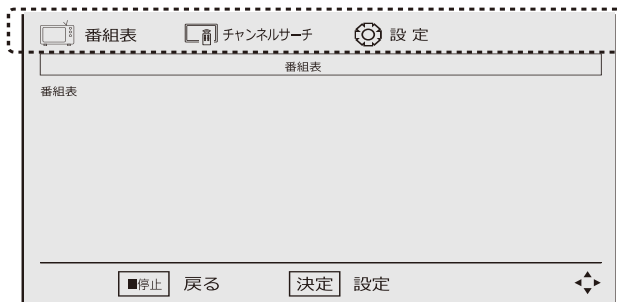 番組表 チャンネルサーチ 設定
番組表
番組表
■停止 戻る 決定 設定